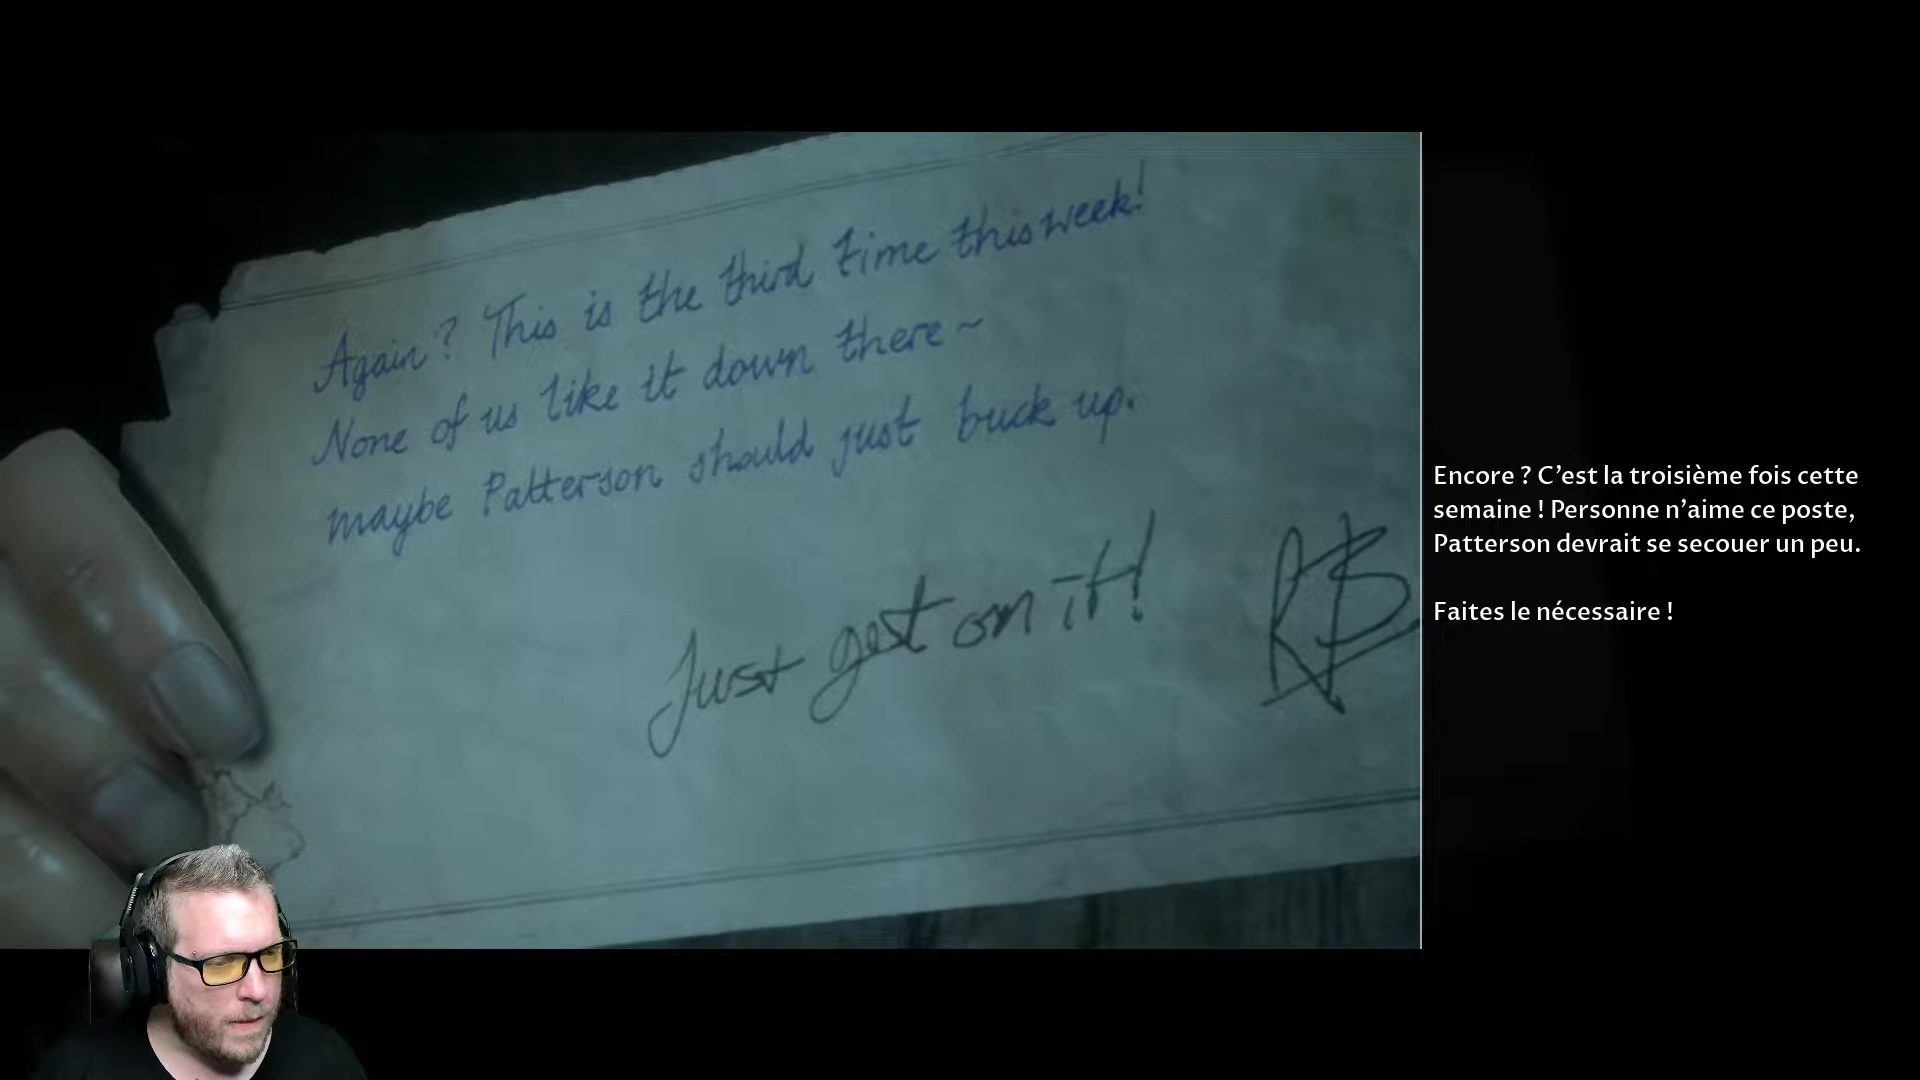 Again? This is the third time this week!
None of us like it down there ~
maybe Patterson should just buck up.
Just get on it!
Encore ? C'est la troisième fois cette
semaine ! Personne n'aime ce poste,
Patterson devrait se secouer un peu.
Faites le nécessaire !